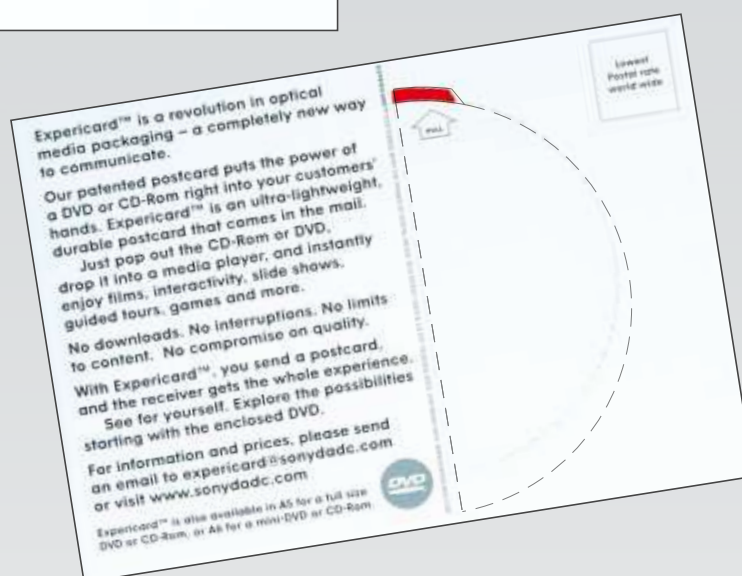 Expericard™ is a revolution in optical
media packaging – a completely new way
to communicate.
Our patented postcard puts the power of
a DVD or CD-Rom right into your customers'
hands. Expericard™ is an ultra-lightweight,
durable postcard that comes in the mail.
Just pop out the CD-Rom or DVD,
drop it into a media player, and instantly
enjoy films, interactivity, slide shows,
guided tours, games and more.
No downloads. No interruptions. No limits
to content. No compromise on quality.
With Expericard™, you send a postcard,
and the receiver gets the whole experience.
See for yourself. Explore the possibilities
starting with the enclosed DVD.
For information and prices, please send
an email to expericard@sonydadc.com
or visit www.sonydadc.com
Expericard™ is also available in A5 for a full size
DVD or CD-Rom, or A6 for a mini-DVD or CD-Rom
DVD
PULL
Lowest
Postal rate
world wide